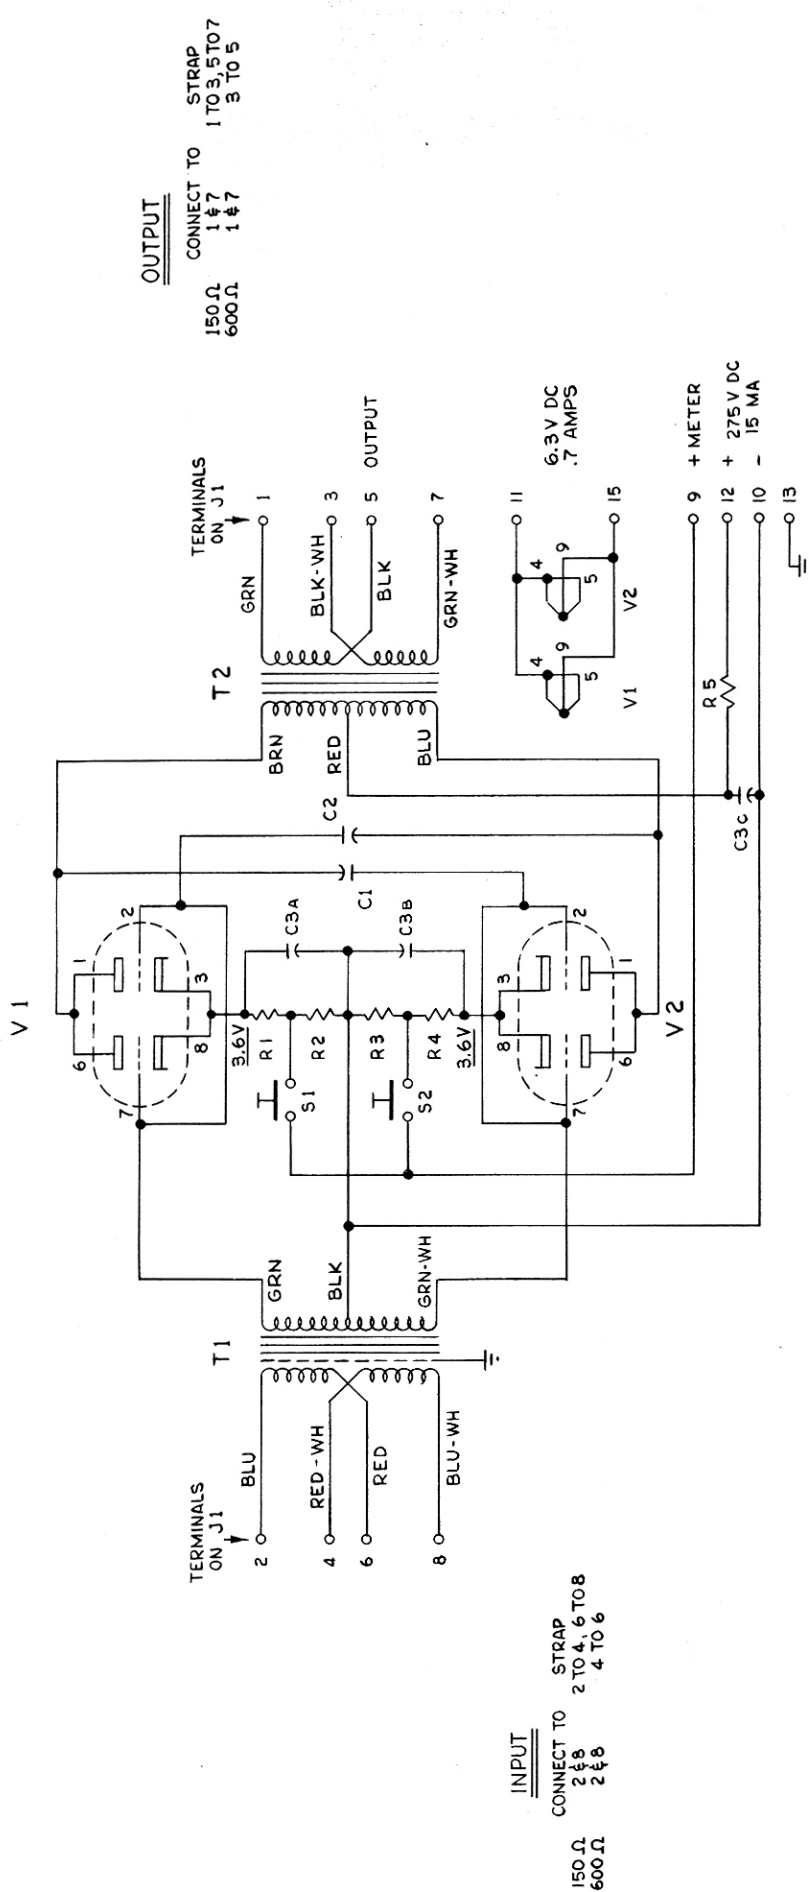 OUTPUT
CONNECT TO STRAP
150Ω 1 & 7 1 TO 3, 5 TO 7
600Ω 1 & 7 3 TO 5
V 1
6
1
7
2
8
3
3.6V
R1
R2
R3
R4
3.6V
S1
S2
C3A
C3B
C1
C2
8
3
7
2
6
1
V 2
TERMINALS
ON J1
2
4
6
8
BLU
RED-WH
RED
BLU-WH
T1
GRN
BLK
GRN-WH
T2
BRN
RED
BLU
GRN
BLK-WH
BLK
GRN-WH
TERMINALS
ON J1
1
3
5 OUTPUT
7
11
15
6.3V DC
.7 AMPS
4
9
5
V1
4
9
5
V2
R5
C3C
9 + METER
12 + 275V DC
10 - 15 MA
13
INPUT
CONNECT TO STRAP
150Ω 2 & 8 2 TO 4, 6 TO 8
600Ω 2 & 8 4 TO 6